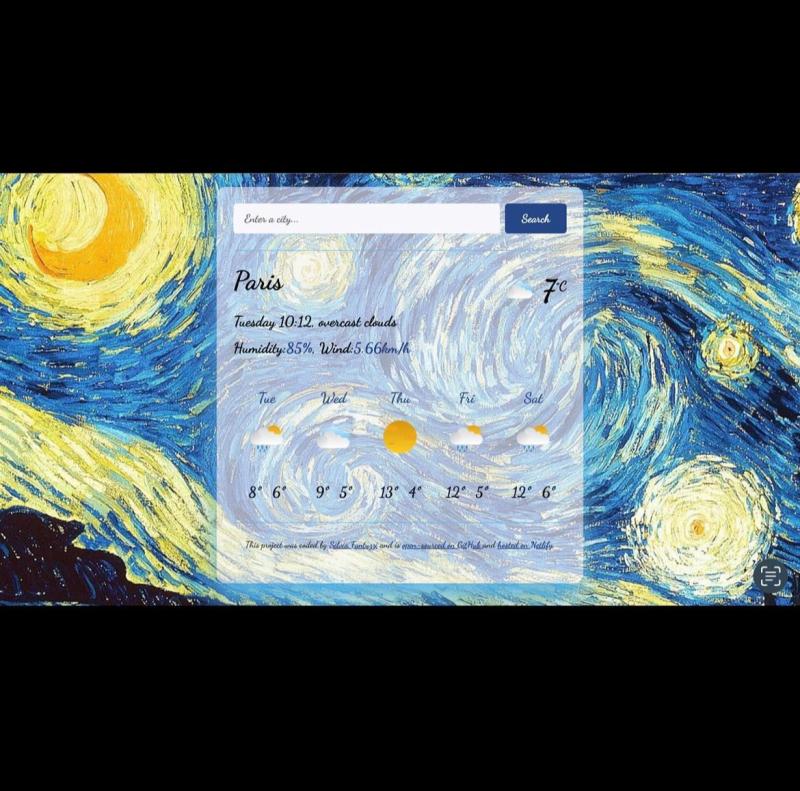 Enter a city...
Search
Paris
7°C
Tuesday 10:12, overcast clouds
Humidity:85%, Wind:5.66km/h
Tue Wed Thu Fri Sat
8° 6° 9° 5° 13° 4° 12° 5° 12° 6°
This project was coded by Silvia Fantuzzi and is open-sourced on GitHub and hosted on Netlify